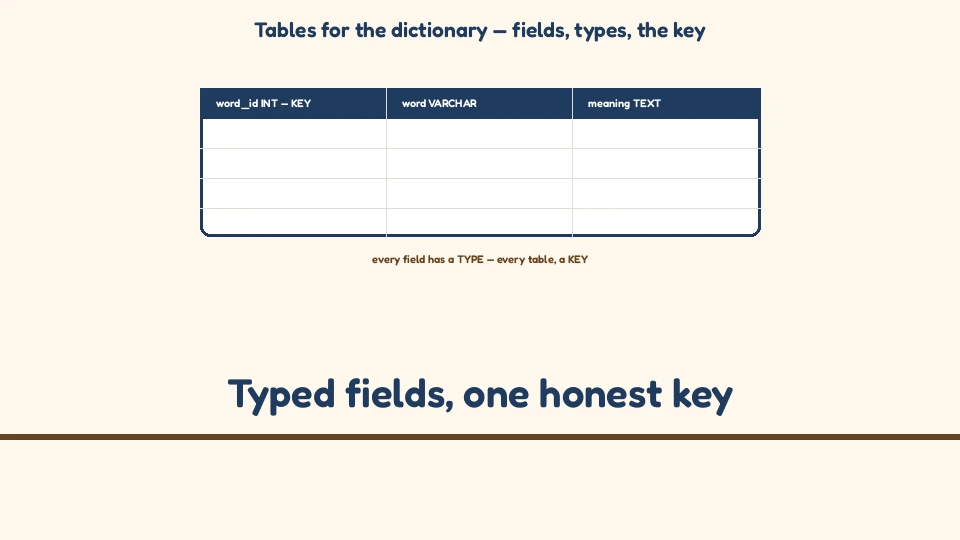 Tables for the dictionary — fields, types, the key
word_id INT — KEY
word VARCHAR
meaning TEXT
every field has a TYPE — every table, a KEY
Typed fields, one honest key